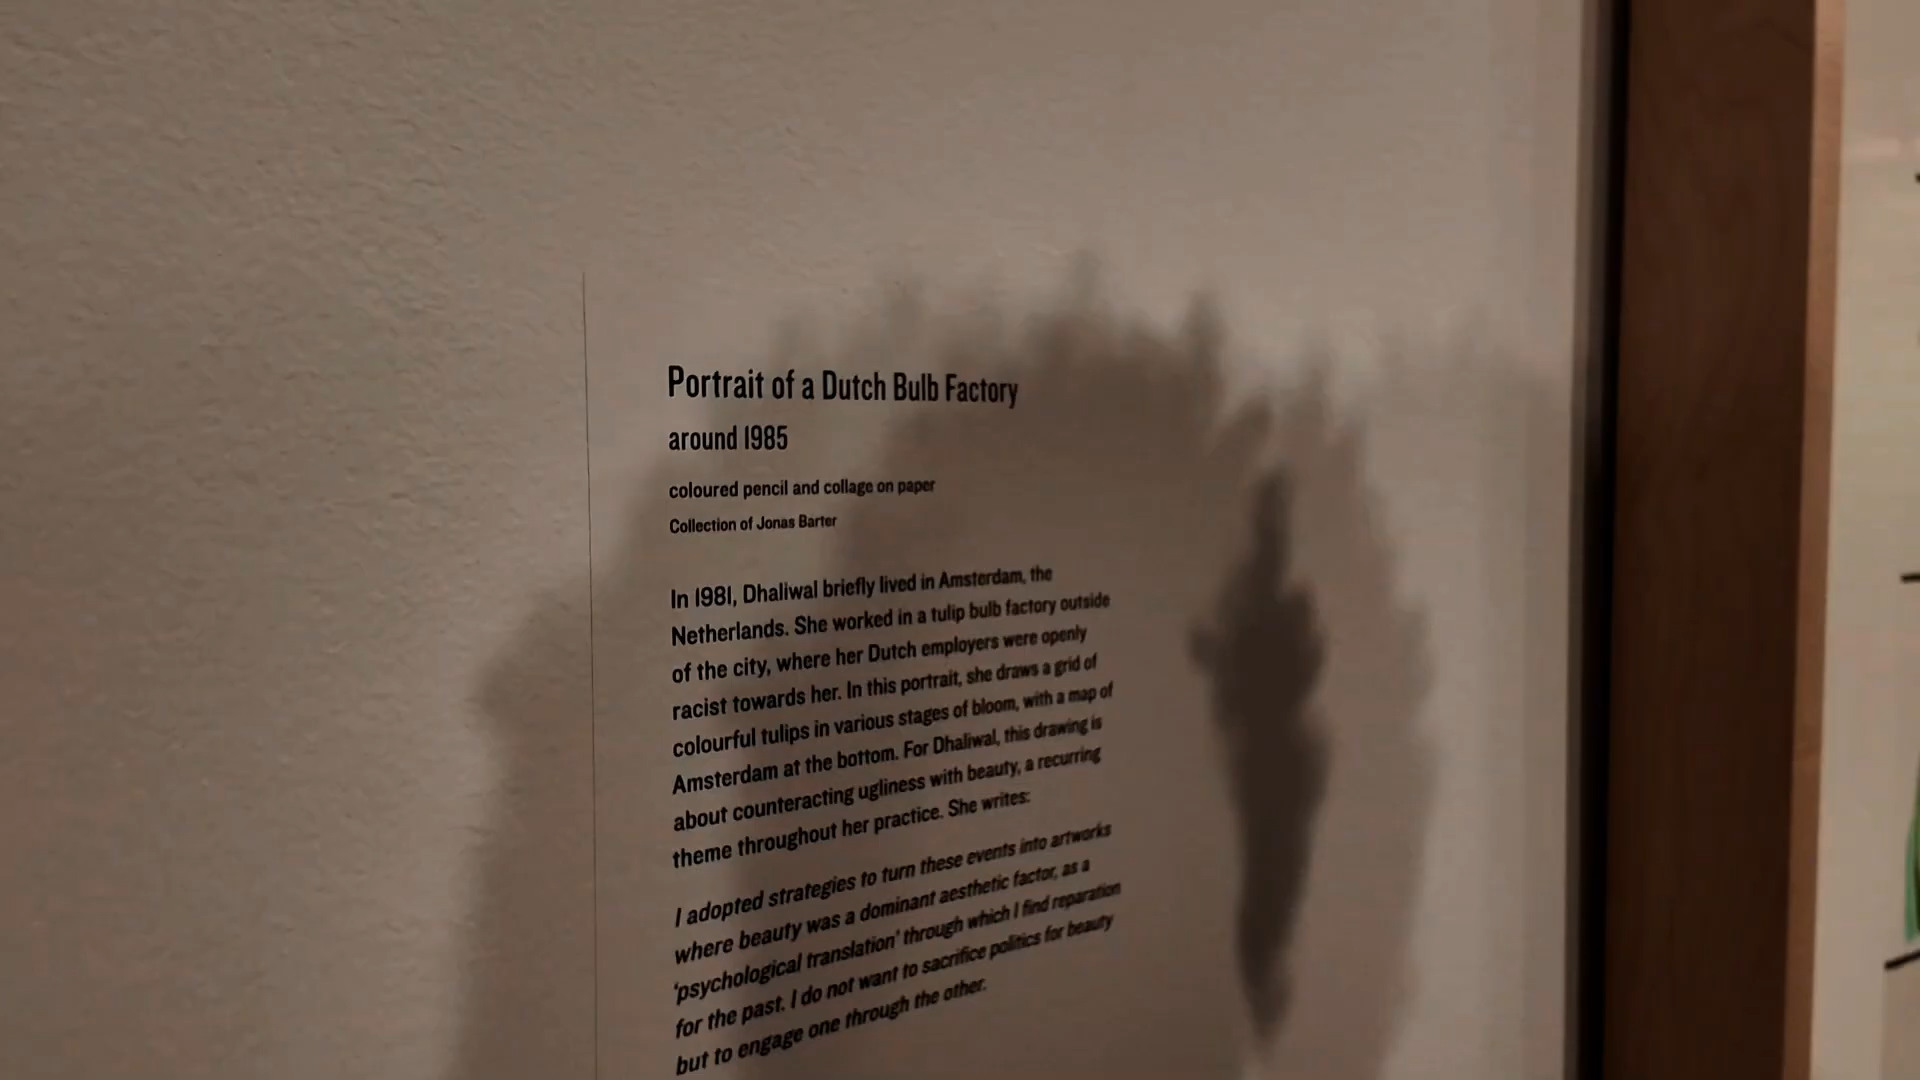 Portrait of a Dutch Bulb Factory
around 1985
coloured pencil and collage on paper
Collection of Jonas Barter
In 1981, Dhaliwal briefly lived in Amsterdam, the
Netherlands. She worked in a tulip bulb factory outside
of the city, where her Dutch employers were openly
racist towards her. In this portrait, she draws a grid of
colourful tulips in various stages of bloom, with a map of
Amsterdam at the bottom. For Dhaliwal, this drawing is
about counteracting ugliness with beauty, a recurring
theme throughout her practice. She writes:
I adopted strategies to turn these events into artworks
where beauty was a dominant aesthetic factor, as a
‘psychological translation’ through which I find reparation
for the past. I do not want to sacrifice politics for beauty
but to engage one through the other.